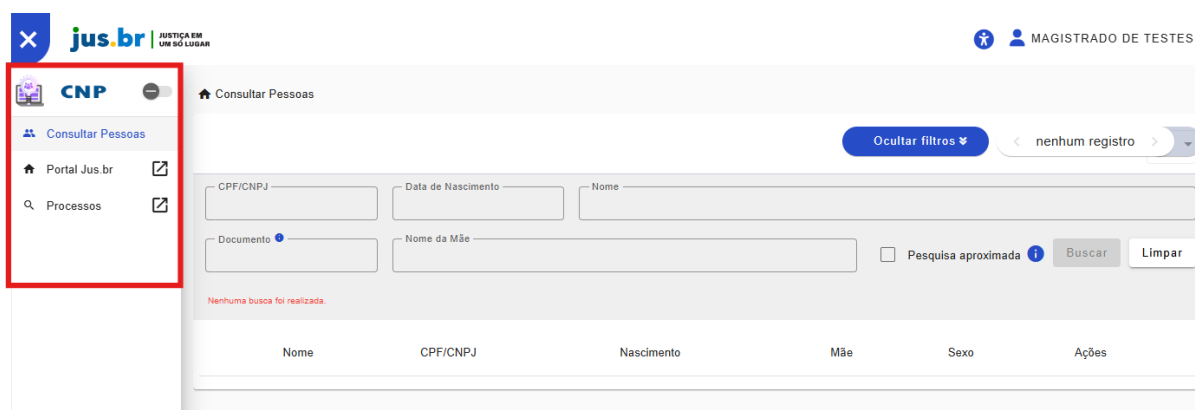 jus.br | JUSTIÇA EM
UM SÓ LUGAR
MAGISTRADO DE TESTES
CNP
Consultar Pessoas
Portal Jus.br
Processos
Consultar Pessoas
Ocultar filtros
nenhum registro
CPF/CNPJ
Data de Nascimento
Nome
Documento
Nome da Mãe
Pesquisa aproximada
Buscar
Limpar
Nenhuma busca foi realizada.
Nome CPF/CNPJ Nascimento Mãe Sexo Ações